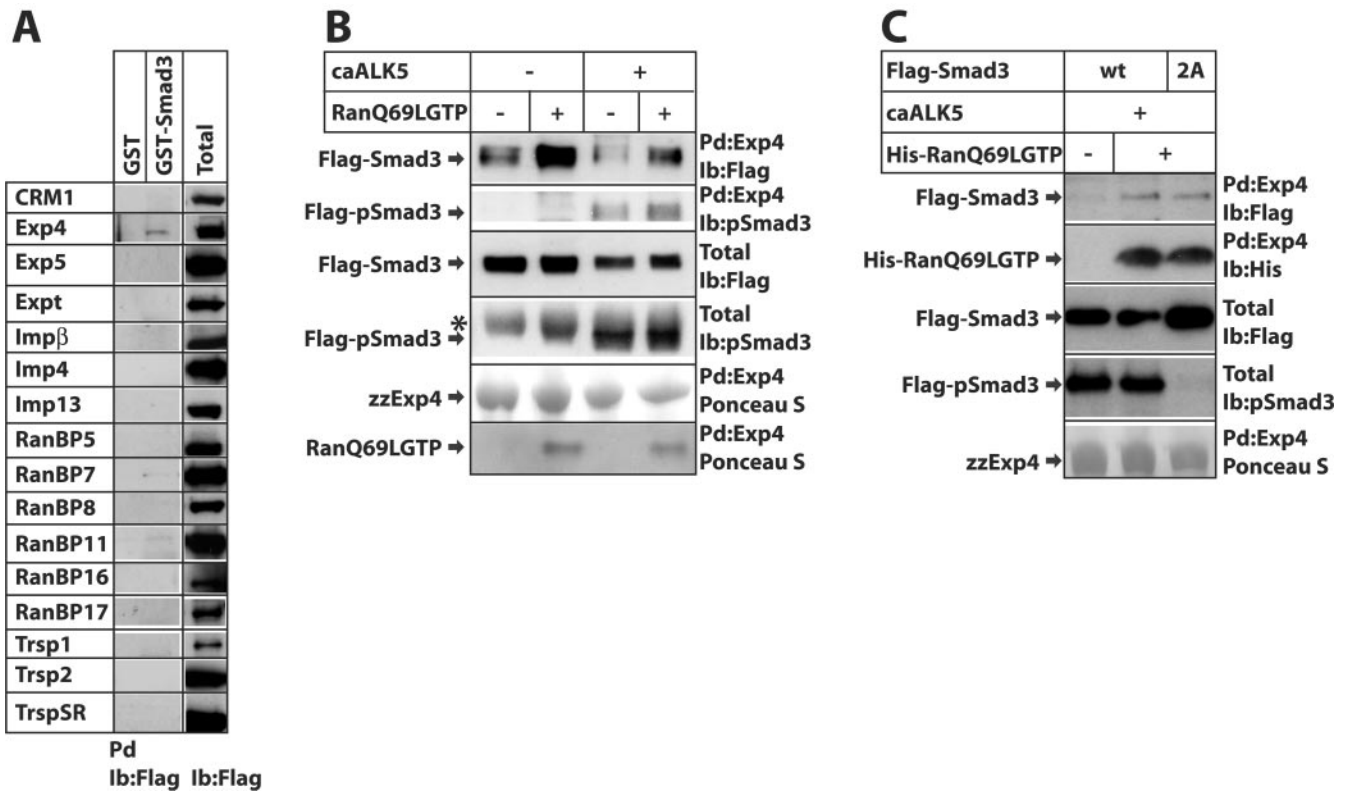 A
GST
GST-Smad3
Total
CRM1
Exp4
Exp5
Expt
Impβ
Imp4
Imp13
RanBP5
RanBP7
RanBP8
RanBP11
RanBP16
RanBP17
Trsp1
Trsp2
TrspSR
Pd
Ib:Flag Ib:Flag
B
caALK5 - +
RanQ69LGTP - + - +
Flag-Smad3
Pd:Exp4
Ib:Flag
Flag-pSmad3
Pd:Exp4
Ib:pSmad3
Flag-Smad3
Total
Ib:Flag
*
Flag-pSmad3
Total
Ib:pSmad3
zzExp4
Pd:Exp4
Ponceau S
RanQ69LGTP
Pd:Exp4
Ponceau S
C
Flag-Smad3 wt 2A
caALK5 +
His-RanQ69LGTP - +
Flag-Smad3
Pd:Exp4
Ib:Flag
His-RanQ69LGTP
Pd:Exp4
Ib:His
Flag-Smad3
Total
Ib:Flag
Flag-pSmad3
Total
Ib:pSmad3
zzExp4
Pd:Exp4
Ponceau S